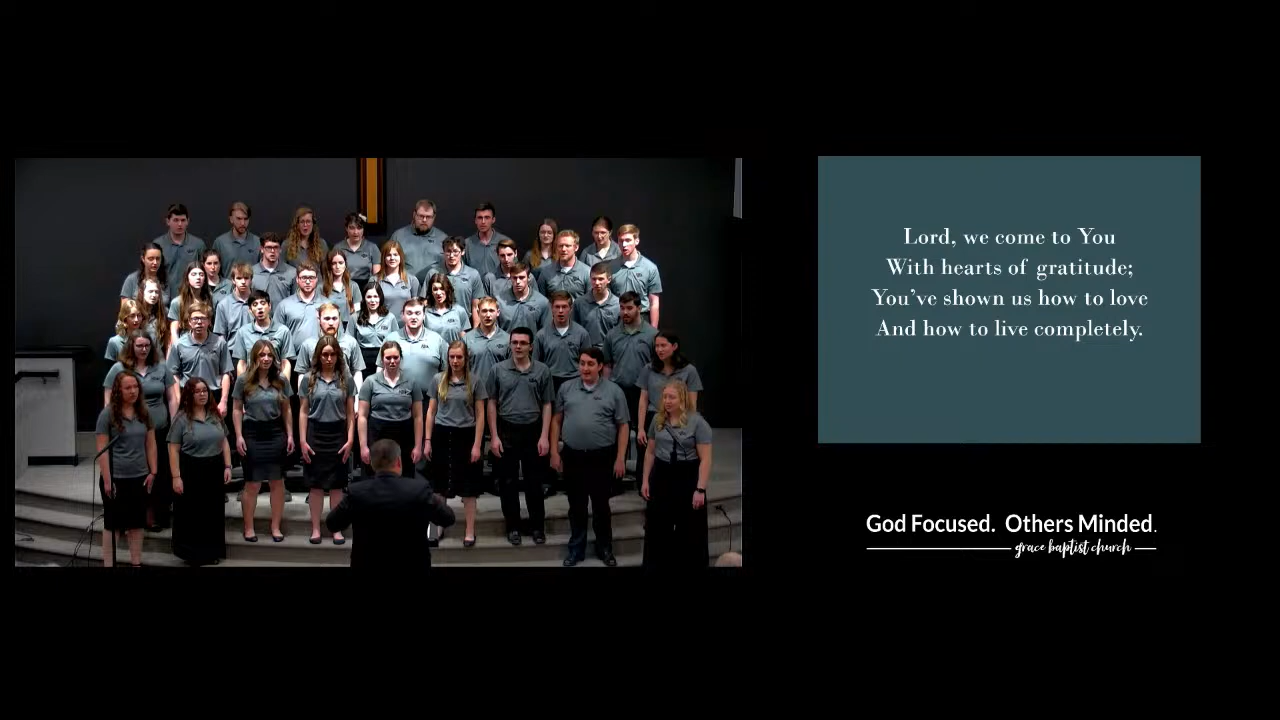 Lord, we come to You
With hearts of gratitude;
You've shown us how to love
And how to live completely.
God Focused. Others Minded.
grace baptist church